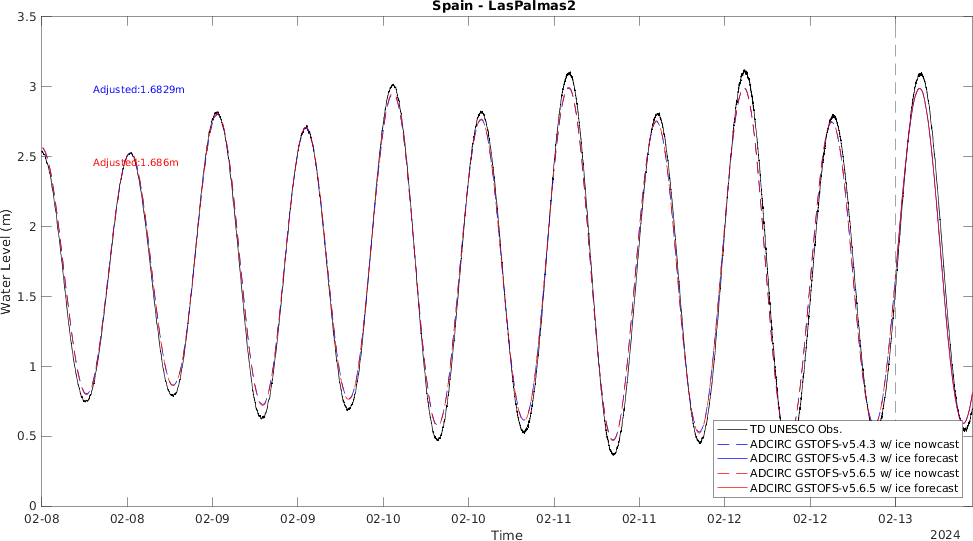 Spain - LasPalmas2
3.5
3
2.5
2
1.5
1
0.5
0
Water Level (m)
Adjusted:1.6829m
Adjusted:1.686m
TD UNESCO Obs.
ADCIRC GSTOFS-v5.4.3 w/ ice nowcast
ADCIRC GSTOFS-v5.4.3 w/ ice forecast
ADCIRC GSTOFS-v5.6.5 w/ ice nowcast
ADCIRC GSTOFS-v5.6.5 w/ ice forecast
02-08 02-08 02-09 02-09 02-10 02-10 02-11 02-11 02-12 02-12 02-13
Time
2024